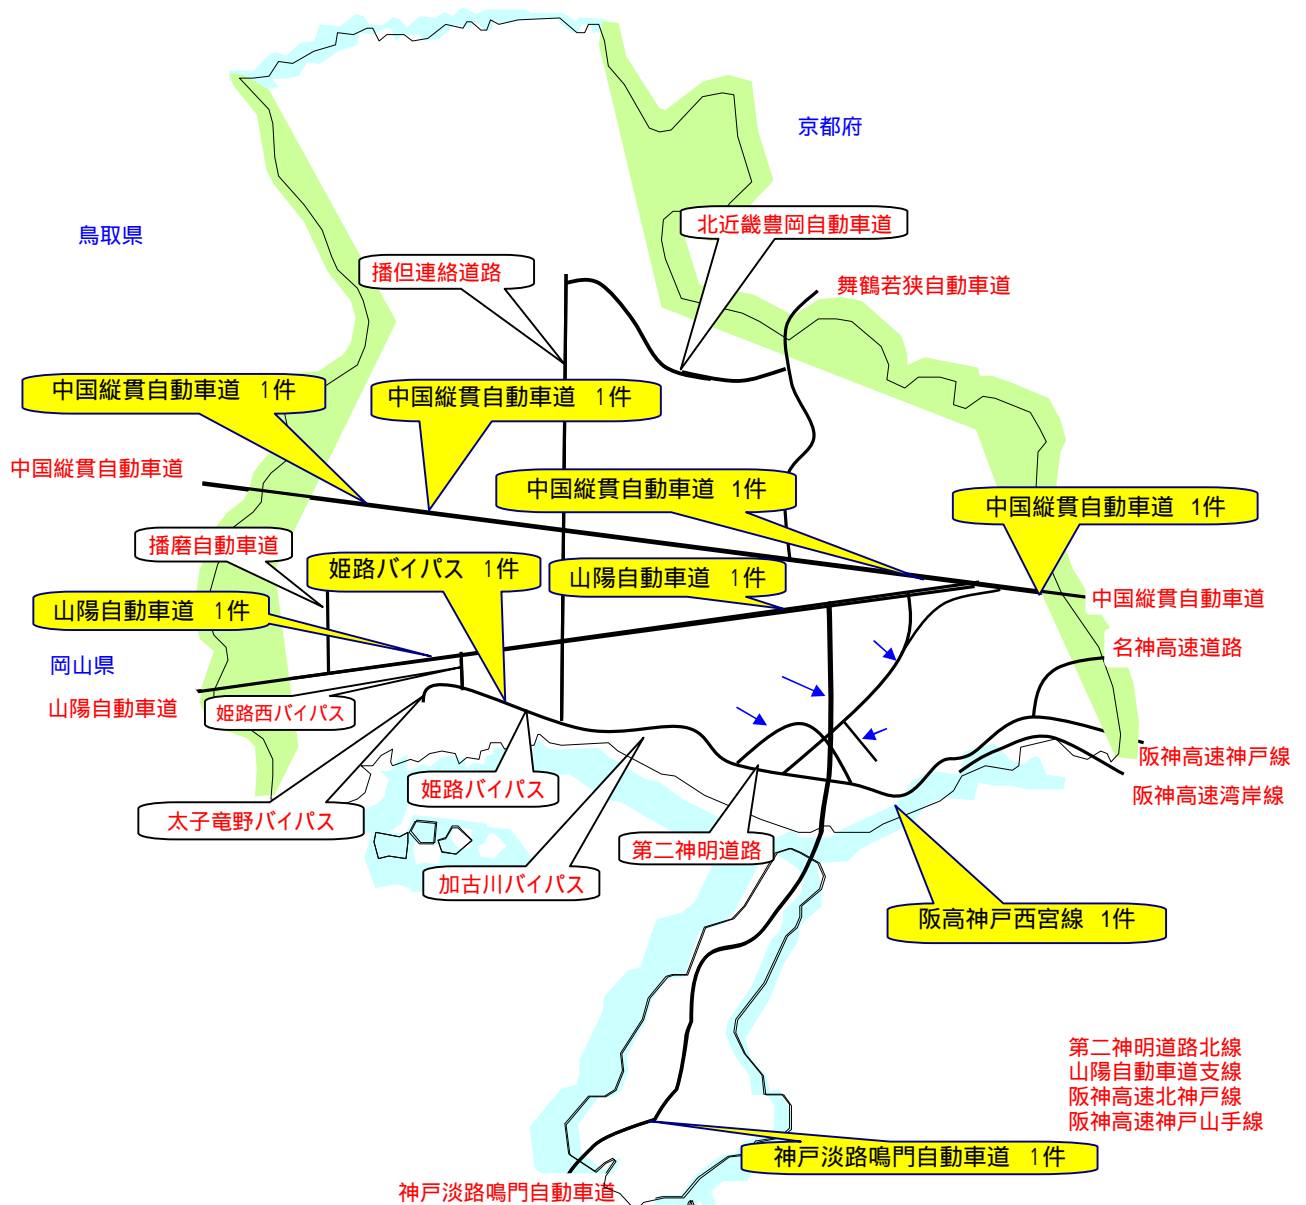 京都府
北近畿豊岡自動車道
鳥取県
播但連絡道路
舞鶴若狭自動車道
中国縦貫自動車道 1件
中国縦貫自動車道 1件
中国縦貫自動車道
中国縦貫自動車道 1件
中国縦貫自動車道 1件
播磨自動車道
姫路バイパス 1件
山陽自動車道 1件
山陽自動車道 1件
中国縦貫自動車道
名神高速道路
岡山県
山陽自動車道
姫路西バイパス
阪神高速神戸線
姫路バイパス
阪神高速湾岸線
太子竜野バイパス
第二神明道路
加古川バイパス
阪高神戸西宮線 1件
第二神明道路北線
山陽自動車道支線
阪神高速北神戸線
阪神高速神戸山手線
神戸淡路鳴門自動車道 1件
神戸淡路鳴門自動車道